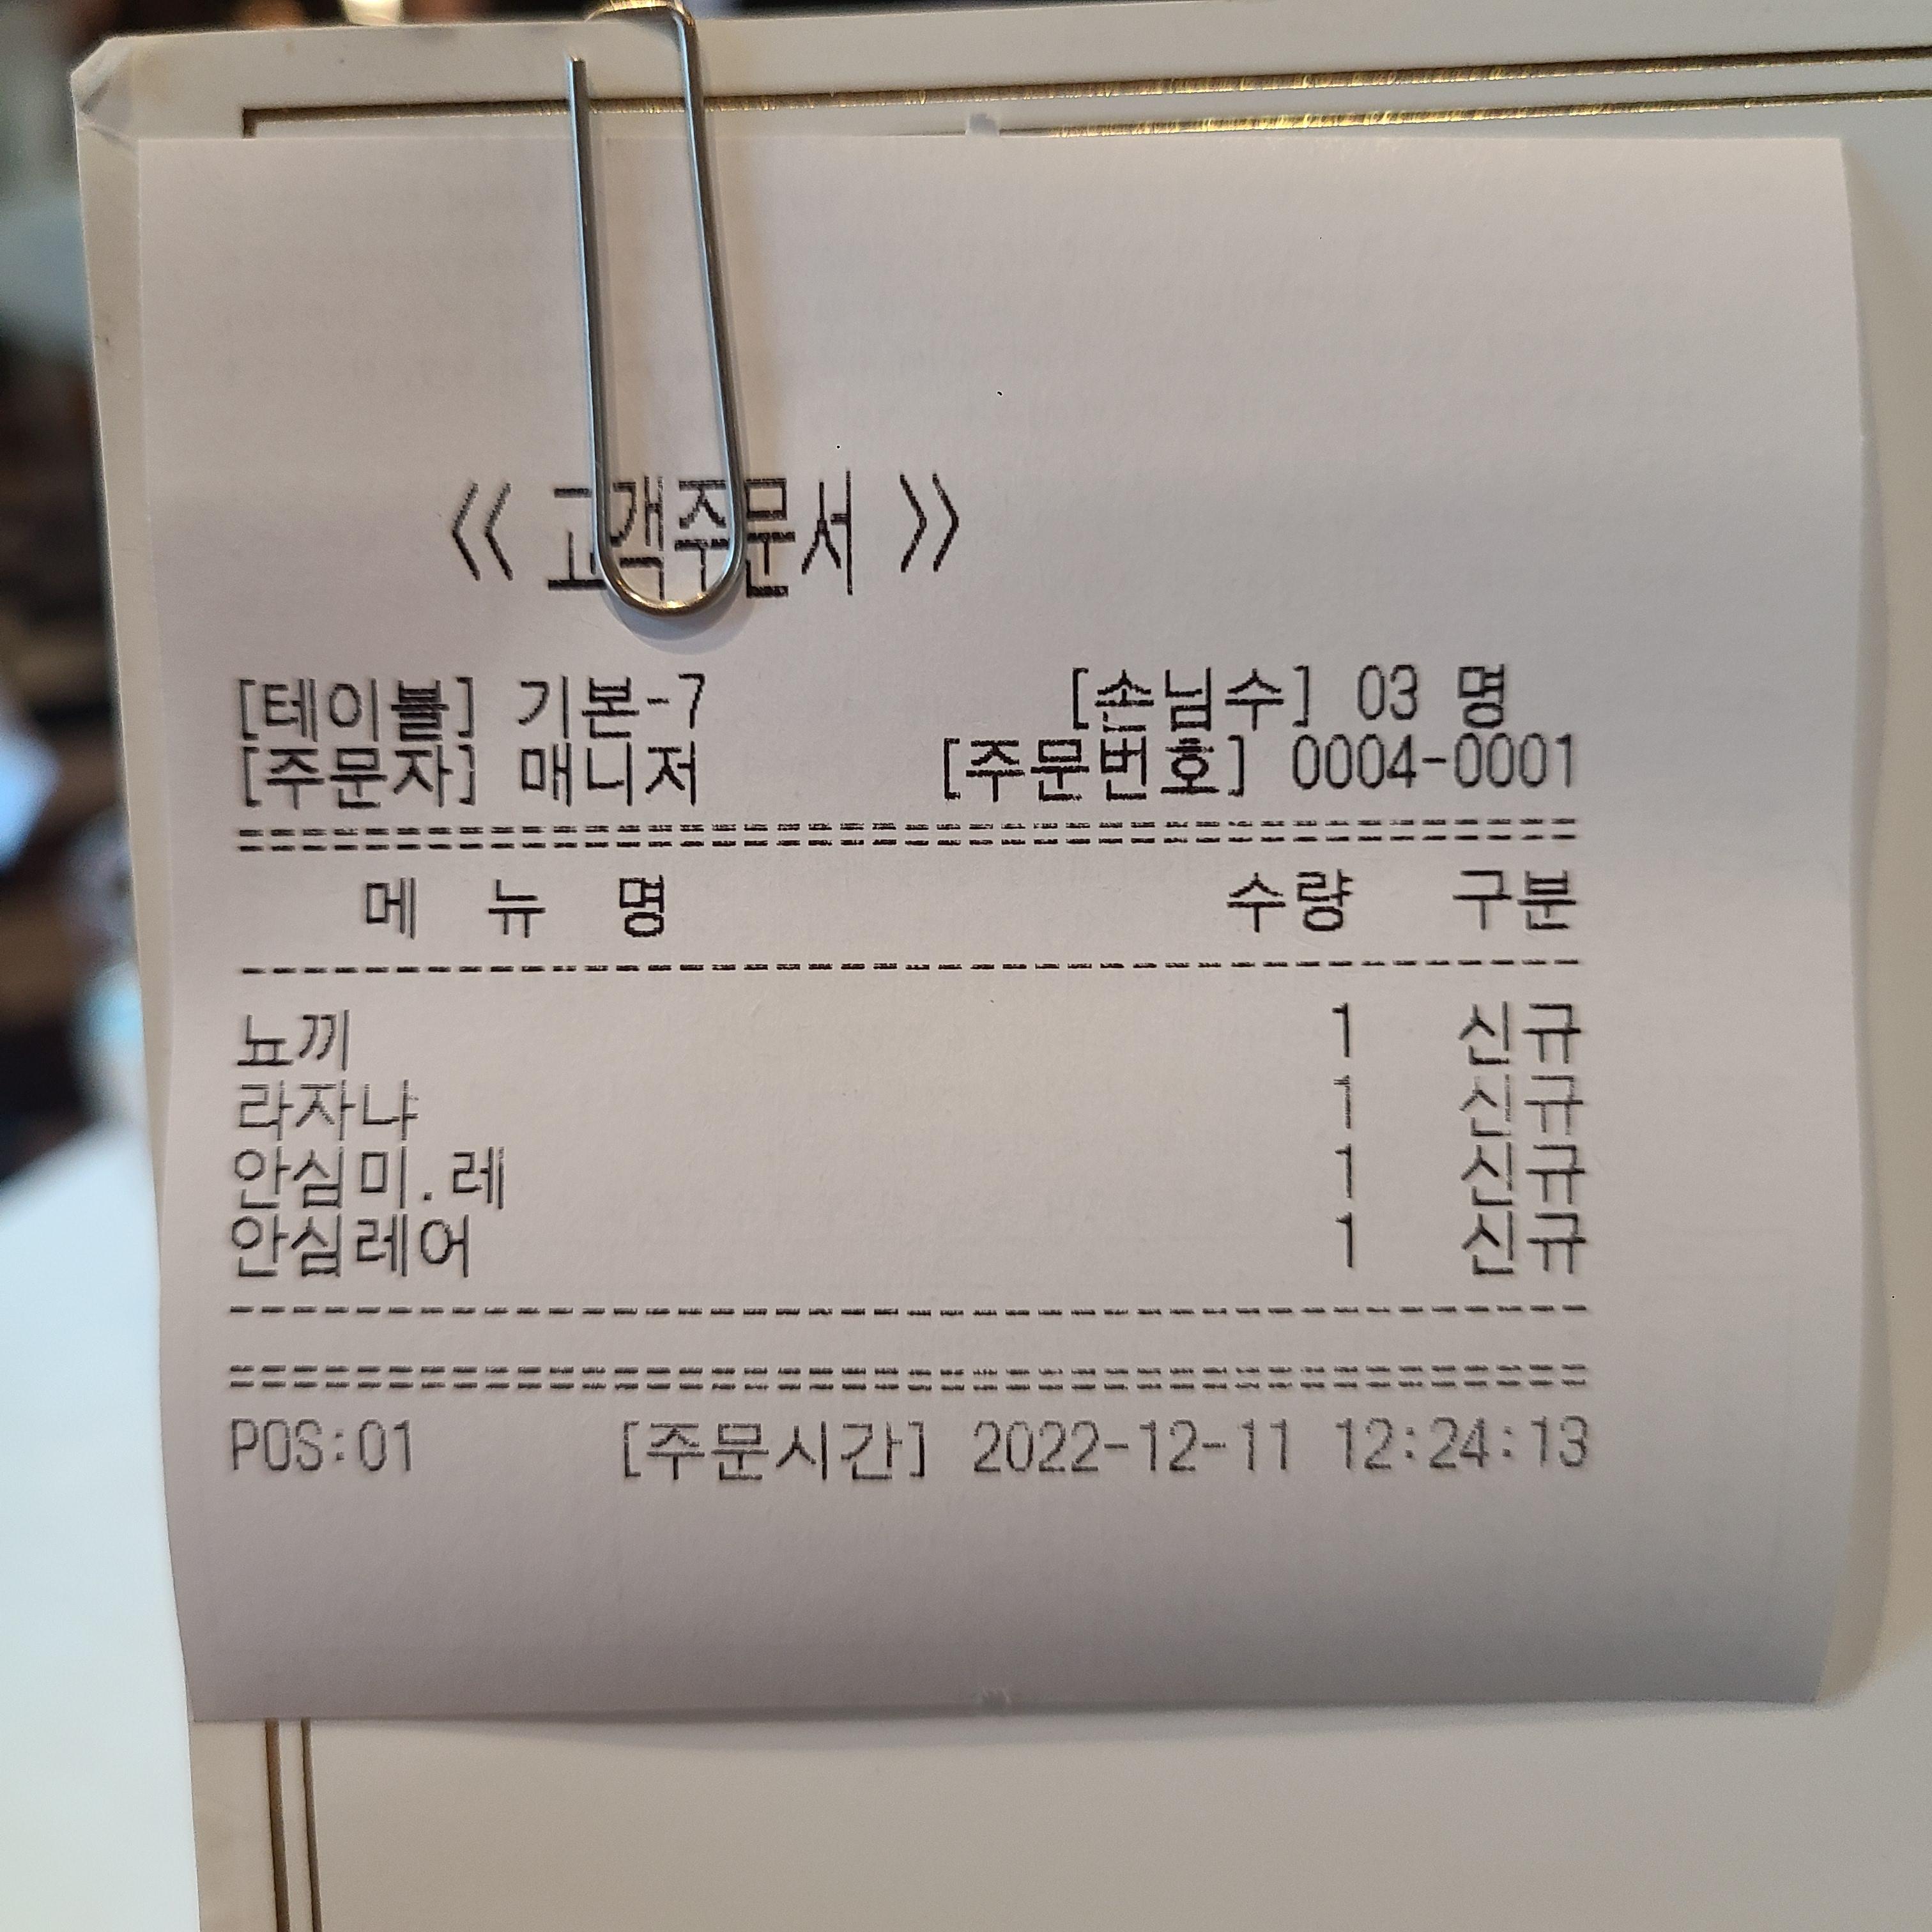 《 고객주문서 》
[테이블] 기본-7 [손님수] 03 명
[주문자] 매니저 [주문번호] 0004-0001
==========================================
메 뉴 명 수량 구분
------------------------------------------
뇨끼 1 신규
라자냐 1 신규
안심미.레 1 신규
안심레어 1 신규
------------------------------------------
==========================================
POS:01 [주문시간] 2022-12-11 12:24:13